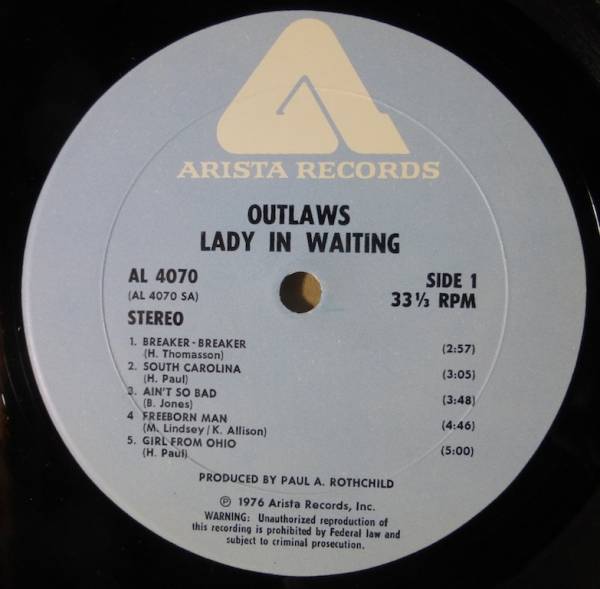 ARISTA RECORDS
OUTLAWS
LADY IN WAITING
AL 4070
(AL 4070 SA)
STEREO
SIDE 1
33⅓ RPM
1. BREAKER-BREAKER
(H. Thomasson) (2:57)
2. SOUTH CAROLINA
(H. Paul) (3:05)
3. AIN'T SO BAD
(B. Jones) (3:48)
4 FREEBORN MAN
(M. Lindsey/K. Allison) (4:46)
5. GIRL FROM OHIO
(H. Paul) (5:00)
PRODUCED BY PAUL A. ROTHCHILD
℗ 1976 Arista Records, Inc.
WARNING: Unauthorized reproduction of
this recording is prohibited by Federal law and
subject to criminal prosecution.